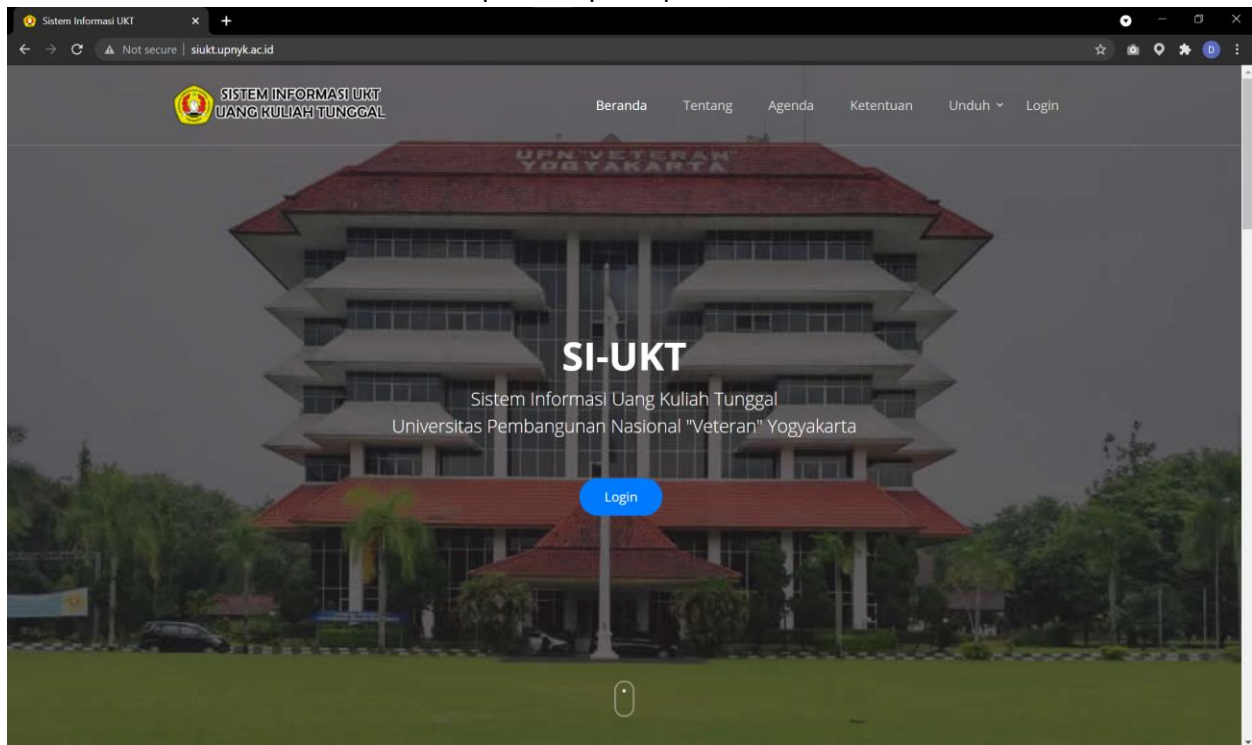 Sistem Informasi UKT
Not secure
siukt.upnyk.ac.id
D
SISTEM INFORMASI UKT
UANG KULIAH TUNGGAL
Beranda
Tentang
Agenda
Ketentuan
Unduh
Login
UPN "VETERAN"
YOGYAKARTA
SI-UKT
Sistem Informasi Uang Kuliah Tunggal
Universitas Pembangunan Nasional "Veteran" Yogyakarta
Login